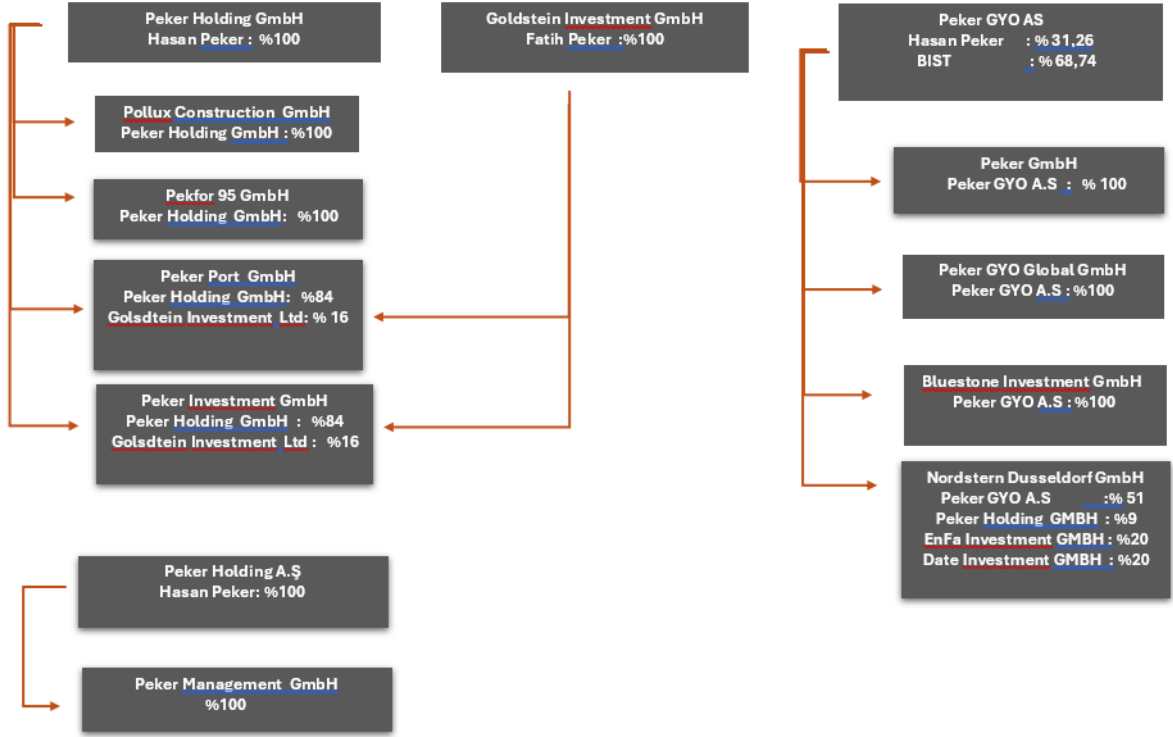 Peker Holding GmbH
Hasan Peker : %100
Pollux Construction GmbH
Peker Holding GmbH : %100
Pekfor 95 GmbH
Peker Holding GmbH: %100
Peker Port GmbH
Peker Holding GmbH: %84
Golsdtein Investment Ltd: % 16
Peker Investment GmbH
Peker Holding GmbH : %84
Golsdtein Investment Ltd : %16
Goldstein Investment GmbH
Fatih Peker :%100
Peker GYO AS
Hasan Peker : % 31,26
BIST : % 68,74
Peker GmbH
Peker GYO A.S : % 100
Peker GYO Global GmbH
Peker GYO A.S : %100
Bluestone Investment GmbH
Peker GYO A.S : %100
Nordstern Dusseldorf GmbH
Peker GYO A.S :% 51
Peker Holding GMBH : %9
EnFa Investment GMBH : %20
Date Investment GMBH : %20
Peker Holding A.Ş
Hasan Peker: %100
Peker Management GmbH
%100